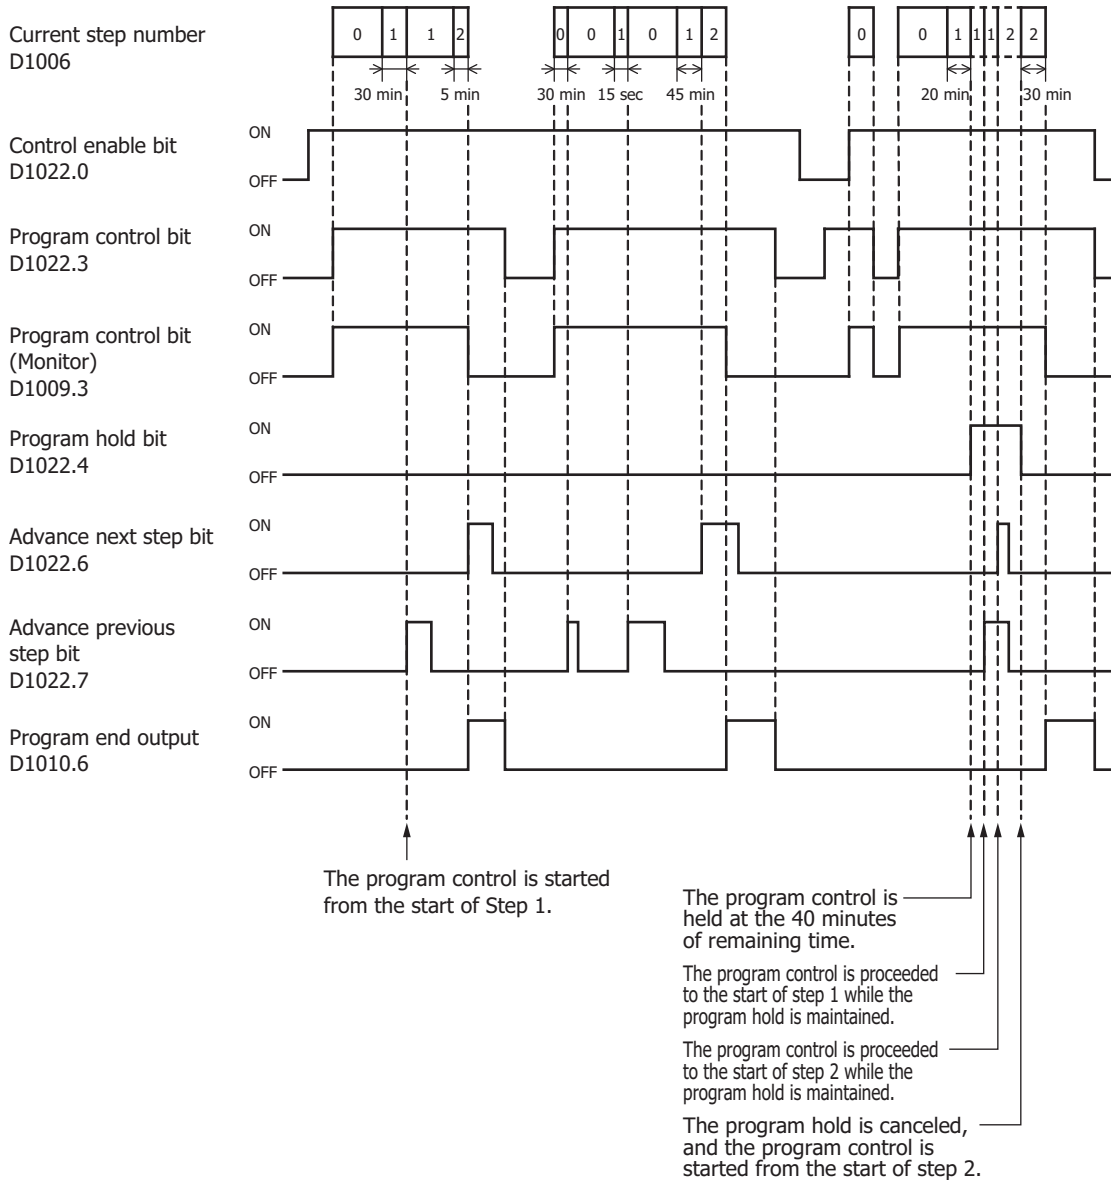 Current step number
D1006
0 1 1 2 0 0 1 0 1 2 0 0 1 1 1 2 2
30 min 5 min 30 min 15 sec 45 min 20 min 30 min
Control enable bit
D1022.0
ON
OFF
Program control bit
D1022.3
ON
OFF
Program control bit
(Monitor)
D1009.3
ON
OFF
Program hold bit
D1022.4
ON
OFF
Advance next step bit
D1022.6
ON
OFF
Advance previous
step bit
D1022.7
ON
OFF
Program end output
D1010.6
ON
OFF
The program control is started
from the start of Step 1.
The program control is
held at the 40 minutes
of remaining time.
The program control is proceeded
to the start of step 1 while the
program hold is maintained.
The program control is proceeded
to the start of step 2 while the
program hold is maintained.
The program hold is canceled,
and the program control is
started from the start of step 2.